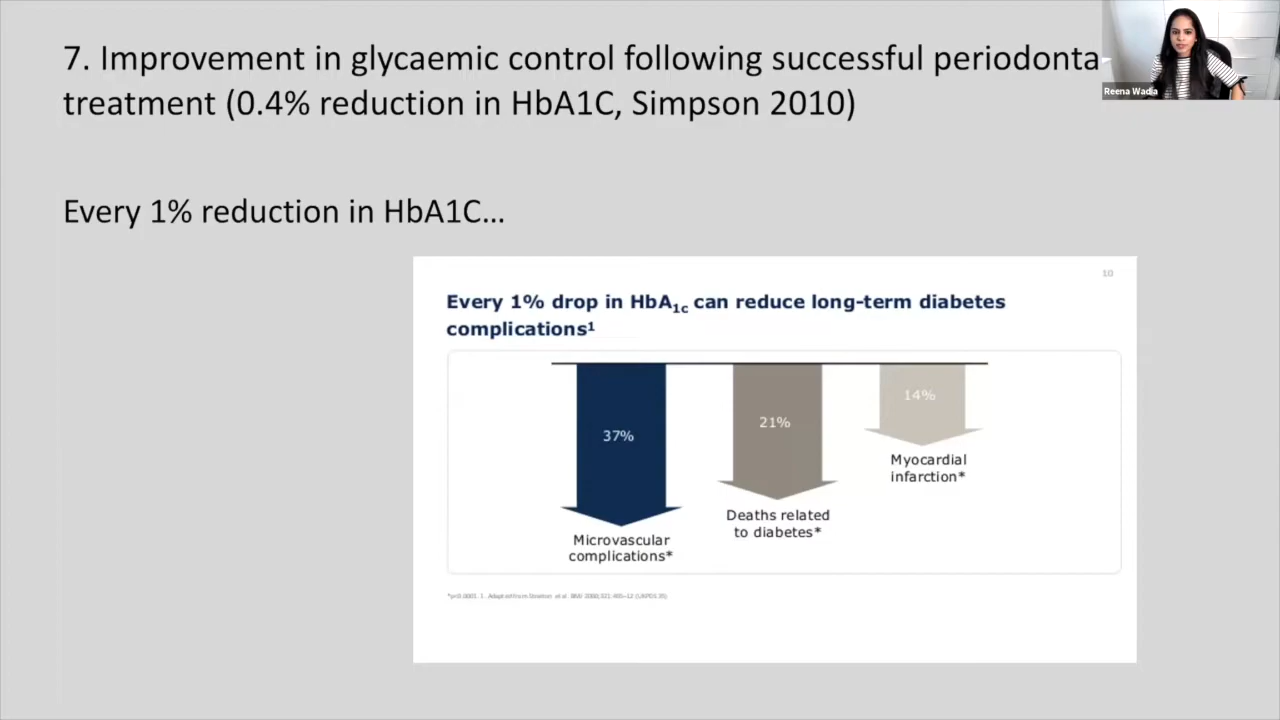 7. Improvement in glycaemic control following successful periodonta
treatment (0.4% reduction in HbA1C, Simpson 2010)
Reena Wadia
Every 1% reduction in HbA1C...
10
Every 1% drop in HbA1c can reduce long-term diabetes
complications¹
37%
21%
14%
Myocardial
infarction*
Deaths related
to diabetes*
Microvascular
complications*